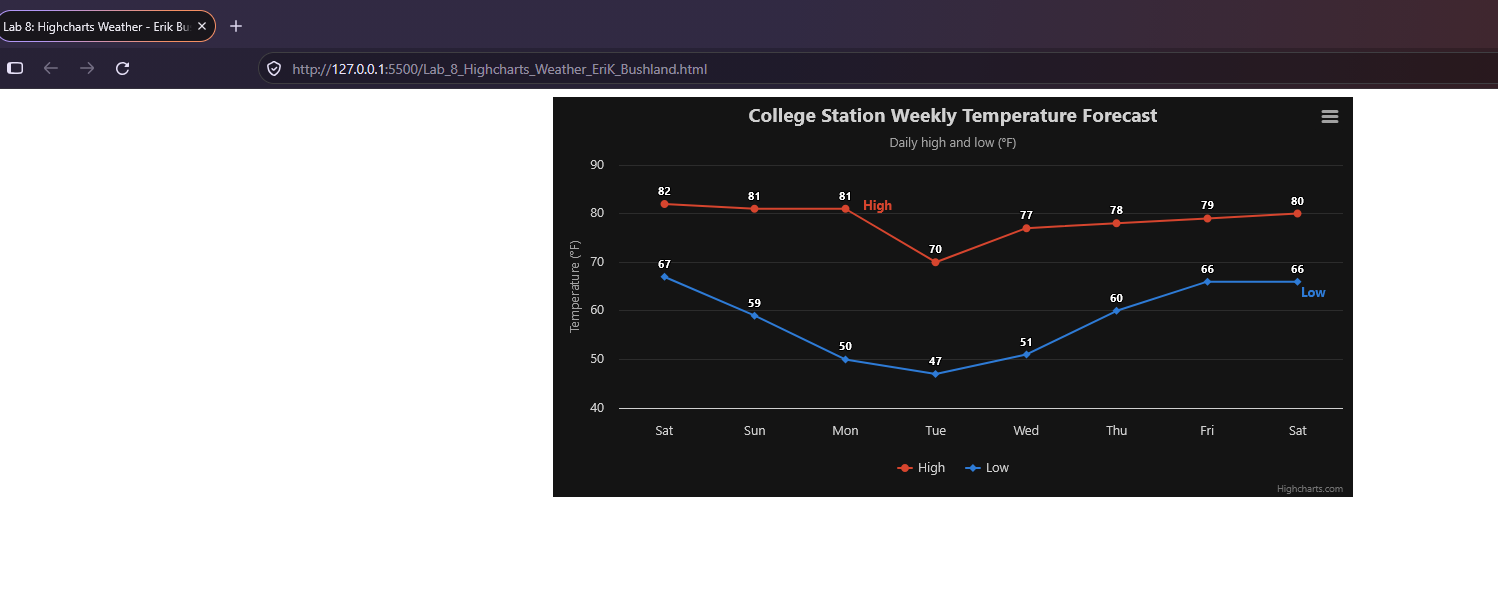 Lab 8: Highcharts Weather - Erik Bu
http://127.0.0.1:5500/Lab_8_Highcharts_Weather_EriK_Bushland.html
College Station Weekly Temperature Forecast
Daily high and low (°F)
Temperature (°F)
90
80
70
60
50
40
82
81
81
High
70
77
78
79
80
67
59
50
47
51
60
66
66
Low
Sat
Sun
Mon
Tue
Wed
Thu
Fri
Sat
High
Low
Highcharts.com